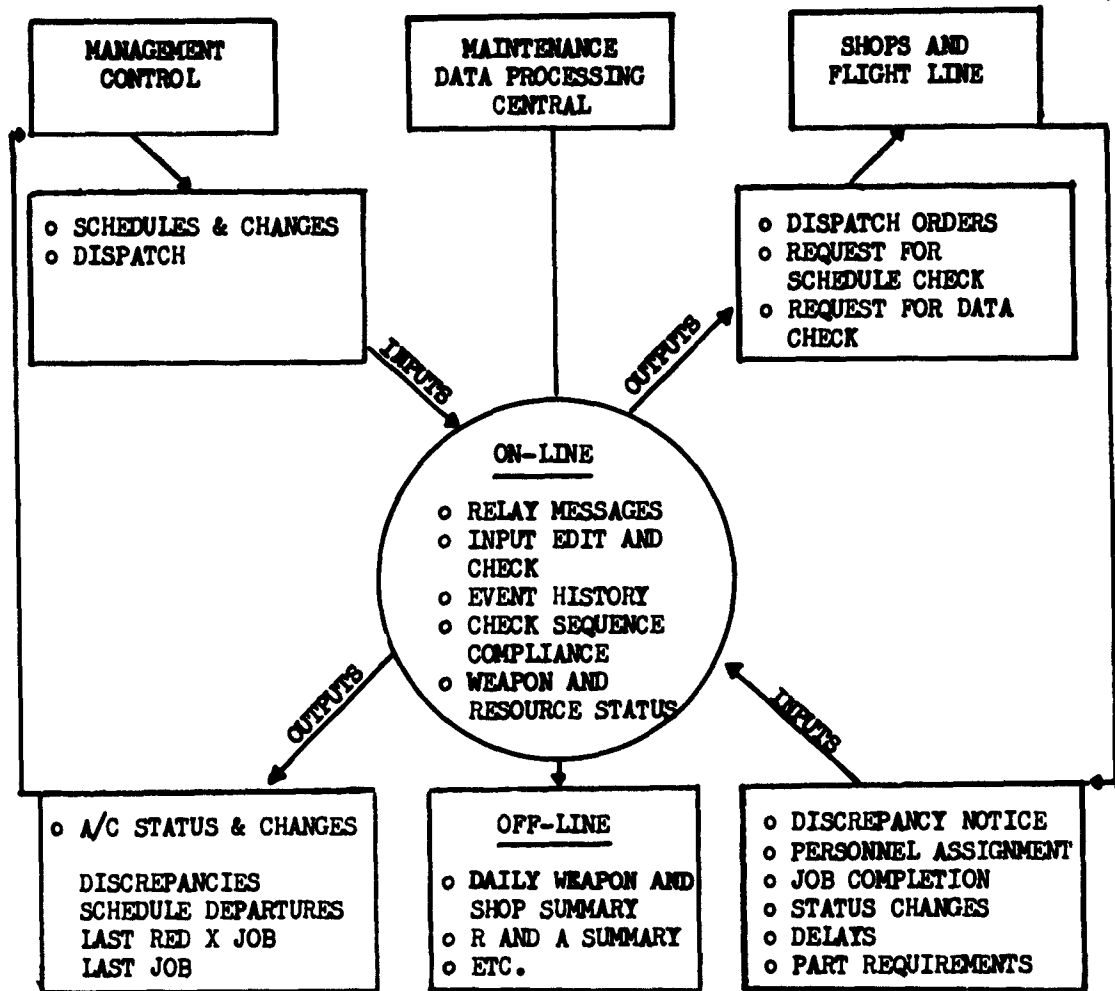 MANAGEMENT
CONTROL
MAINTENANCE
DATA PROCESSING
CENTRAL
SHOPS AND
FLIGHT LINE
o SCHEDULES & CHANGES
o DISPATCH
o DISPATCH ORDERS
o REQUEST FOR
SCHEDULE CHECK
o REQUEST FOR DATA
CHECK
INPUTS
OUTPUTS
ON-LINE
o RELAY MESSAGES
o INPUT EDIT AND
CHECK
o EVENT HISTORY
o CHECK SEQUENCE
COMPLIANCE
o WEAPON AND
RESOURCE STATUS
OUTPUTS
INPUTS
o A/C STATUS & CHANGES
DISCREPANCIES
SCHEDULE DEPARTURES
LAST RED X JOB
LAST JOB
OFF-LINE
o DAILY WEAPON AND
SHOP SUMMARY
o R AND A SUMMARY
o ETC.
o DISCREPANCY NOTICE
o PERSONNEL ASSIGNMENT
o JOB COMPLETION
o STATUS CHANGES
o DELAYS
o PART REQUIREMENTS